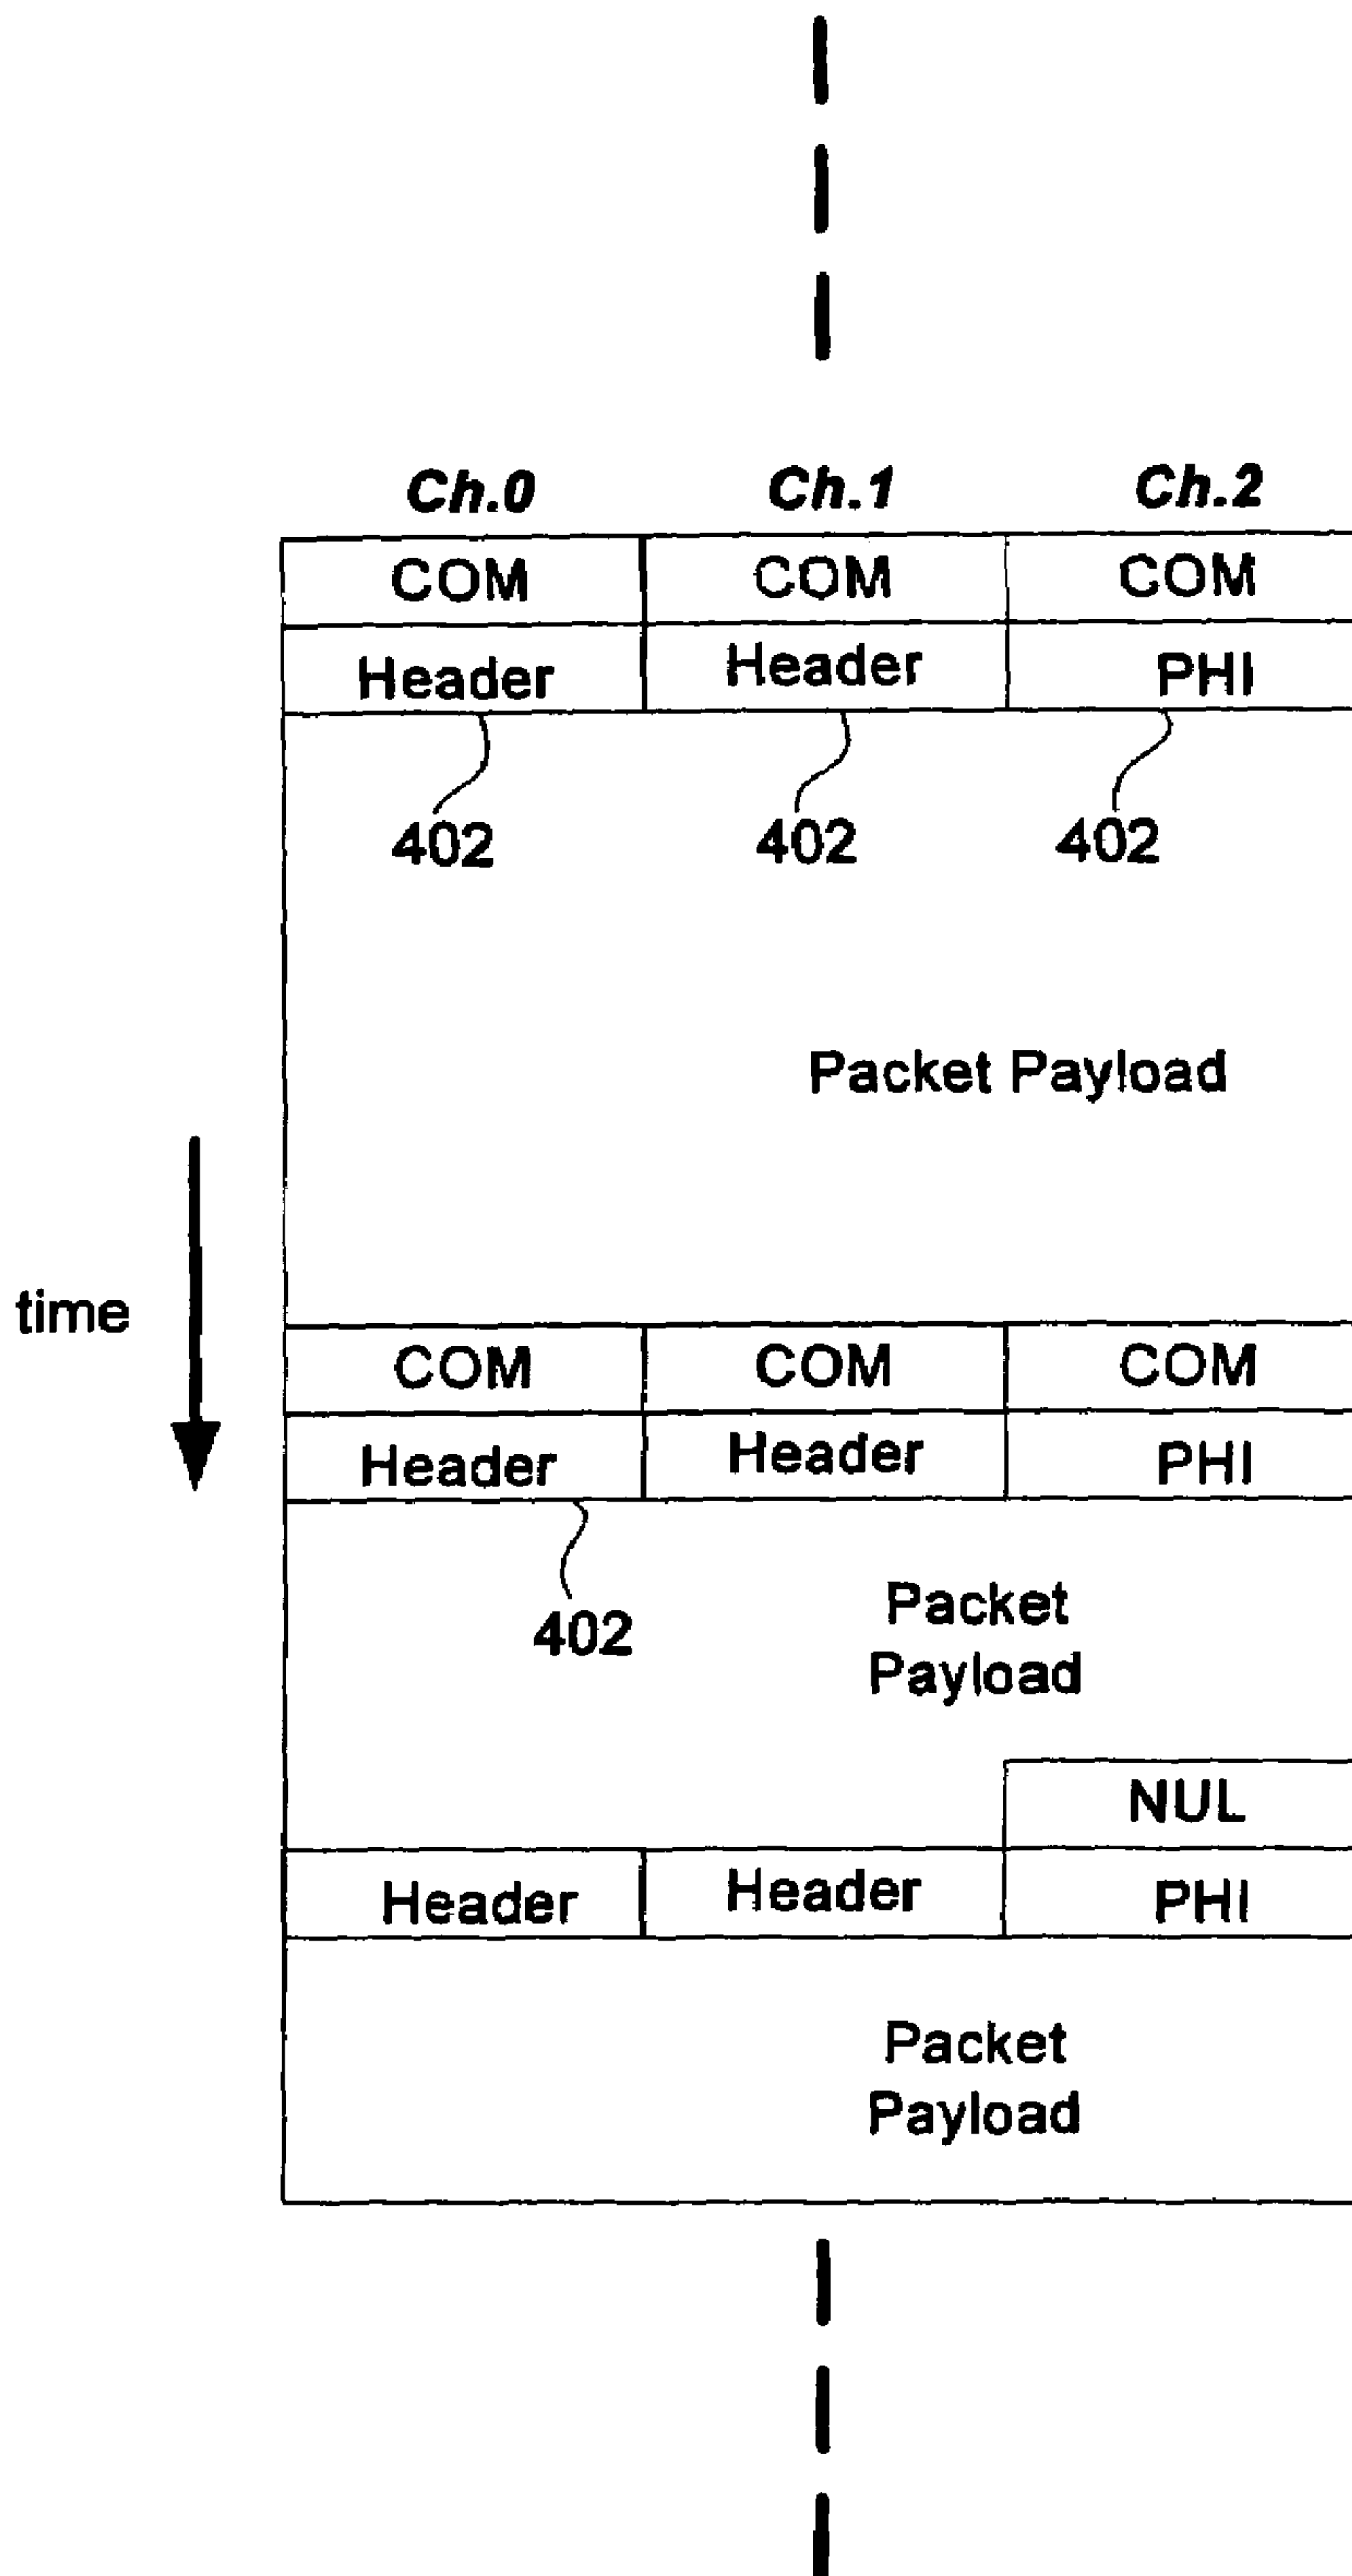 Ch.0 Ch.1 Ch.2
COM COM COM
Header Header PHI
402 402 402
Packet Payload
time
COM COM COM
Header Header PHI
402
Packet
Payload
NUL
Header Header PHI
Packet
Payload